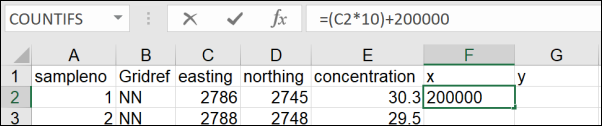 COUNTIFS fx =(C2*10)+200000
A B C D E F G
1 sampleno Gridref easting northing concentration x y
2 1 NN 2786 2745 30.3 200000
3 2 NN 2788 2748 29.5